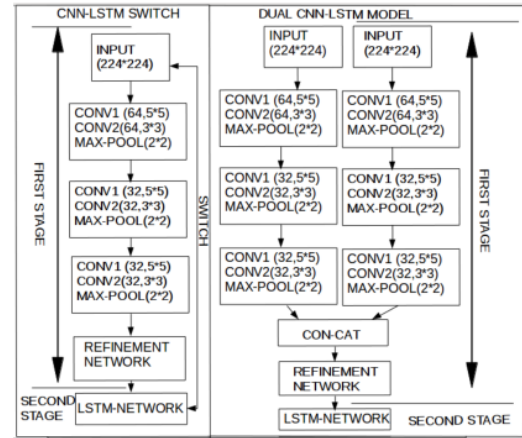 CNN-LSTM SWITCH
INPUT
(224*224)
CONV1 (64,5*5)
CONV2(64,3*3)
MAX-POOL(2*2)
CONV1 (32,5*5)
CONV2(32,3*3)
MAX-POOL(2*2)
CONV1 (32,5*5)
CONV2(32,3*3)
MAX-POOL(2*2)
REFINEMENT
NETWORK
LSTM-NETWORK
FIRST STAGE
SECOND
STAGE
SWITCH
DUAL CNN-LSTM MODEL
INPUT
(224*224)
INPUT
(224*224)
CONV1 (64,5*5)
CONV2(64,3*3)
MAX-POOL(2*2)
CONV1 (64,5*5)
CONV2(64,3*3)
MAX-POOL(2*2)
CONV1 (32,5*5)
CONV2(32,3*3)
MAX-POOL(2*2)
CONV1 (32,5*5)
CONV2(32,3*3)
MAX-POOL(2*2)
CONV1 (32,5*5)
CONV2(32,3*3)
MAX-POOL(2*2)
CONV1 (32,5*5)
CONV2(32,3*3)
MAX-POOL(2*2)
CON-CAT
REFINEMENT
NETWORK
LSTM-NETWORK
FIRST STAGE
SECOND STAGE